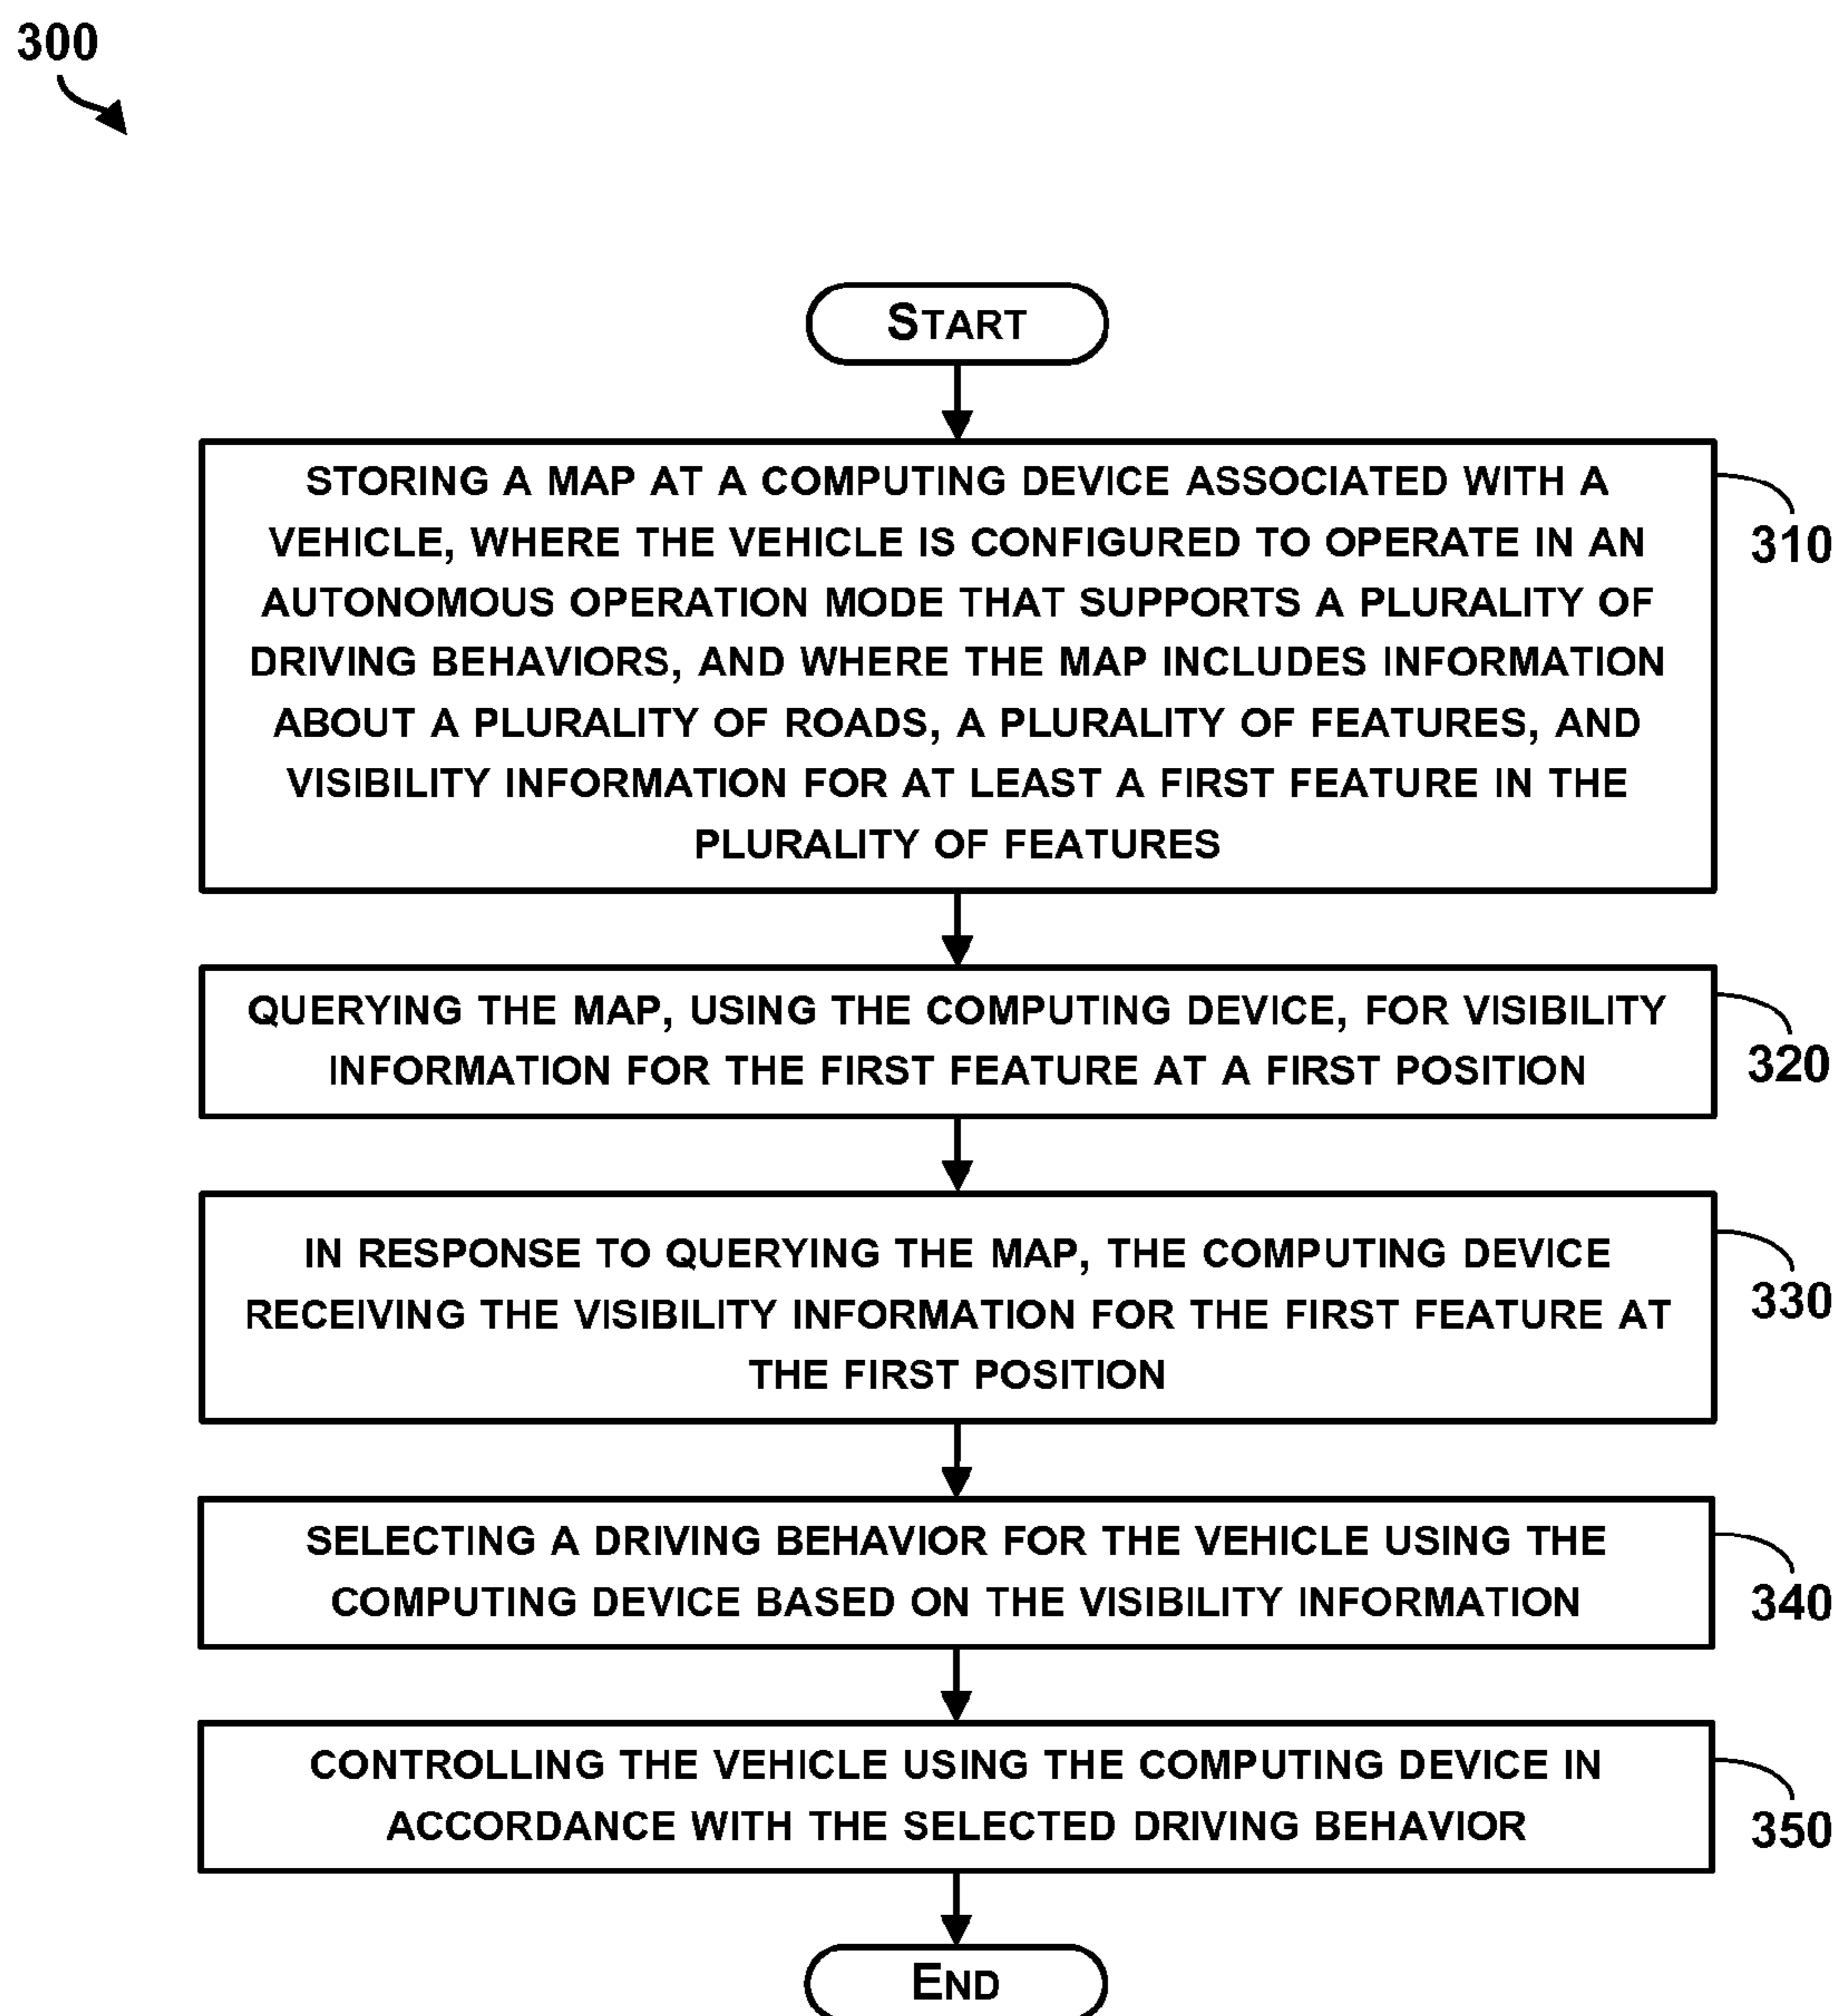 300
START
STORING A MAP AT A COMPUTING DEVICE ASSOCIATED WITH A
VEHICLE, WHERE THE VEHICLE IS CONFIGURED TO OPERATE IN AN
AUTONOMOUS OPERATION MODE THAT SUPPORTS A PLURALITY OF
DRIVING BEHAVIORS, AND WHERE THE MAP INCLUDES INFORMATION
ABOUT A PLURALITY OF ROADS, A PLURALITY OF FEATURES, AND
VISIBILITY INFORMATION FOR AT LEAST A FIRST FEATURE IN THE
PLURALITY OF FEATURES
310
QUERYING THE MAP, USING THE COMPUTING DEVICE, FOR VISIBILITY
INFORMATION FOR THE FIRST FEATURE AT A FIRST POSITION
320
IN RESPONSE TO QUERYING THE MAP, THE COMPUTING DEVICE
RECEIVING THE VISIBILITY INFORMATION FOR THE FIRST FEATURE AT
THE FIRST POSITION
330
SELECTING A DRIVING BEHAVIOR FOR THE VEHICLE USING THE
COMPUTING DEVICE BASED ON THE VISIBILITY INFORMATION
340
CONTROLLING THE VEHICLE USING THE COMPUTING DEVICE IN
ACCORDANCE WITH THE SELECTED DRIVING BEHAVIOR
350
END